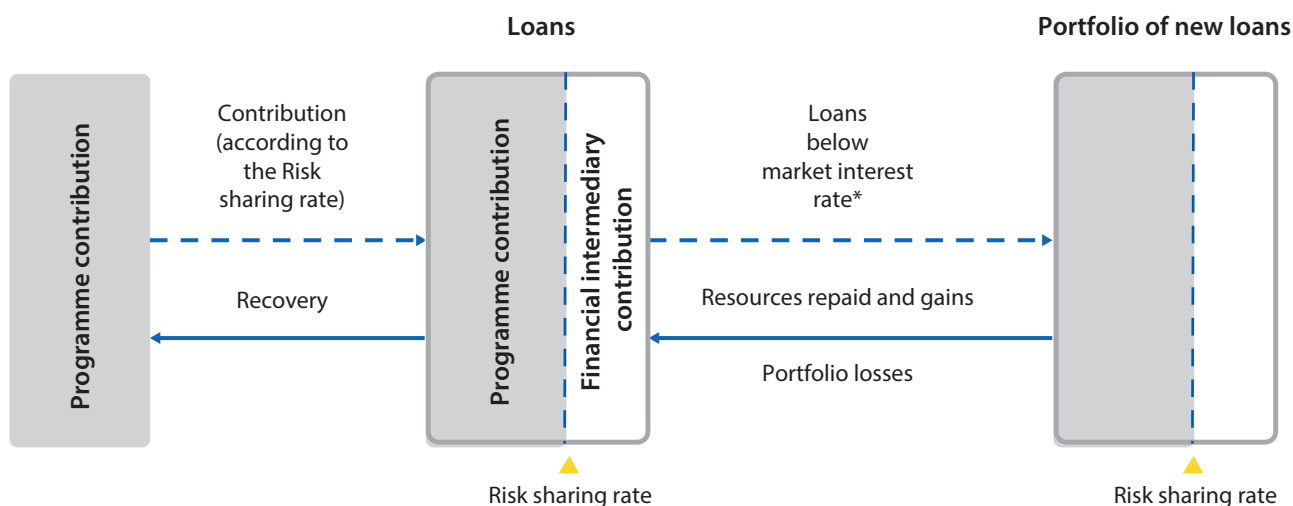 Loans
Portfolio of new loans
Programme contribution
Contribution
(according to
the Risk
sharing rate)
Recovery
Programme contribution
Financial intermediary
contribution
Loans
below
market interest
rate*
Resources repaid and gains
Portfolio losses
Risk sharing rate
Risk sharing rate